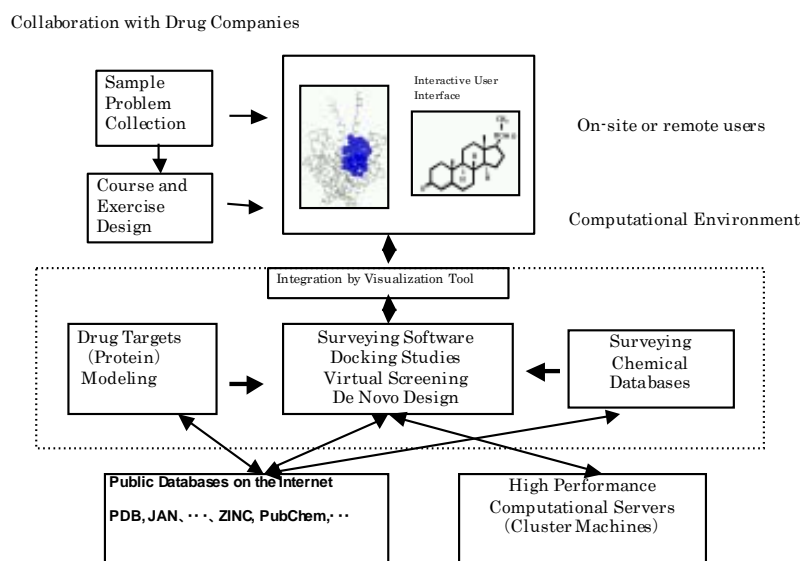 Collaboration with Drug Companies
Sample
Problem
Collection
Interactive User
Interface
On-site or remote users
Course and
Exercise
Design
Computational Environment
Integration by Visualization Tool
Drug Targets
（Protein）
Modeling
Surveying Software
Docking Studies
Virtual Screening
De Novo Design
Surveying
Chemical
Databases
Public Databases on the Internet
PDB, JAN、・・・、ZINC, PubChem,・・・
High Performance
Computational Servers
（Cluster Machines）